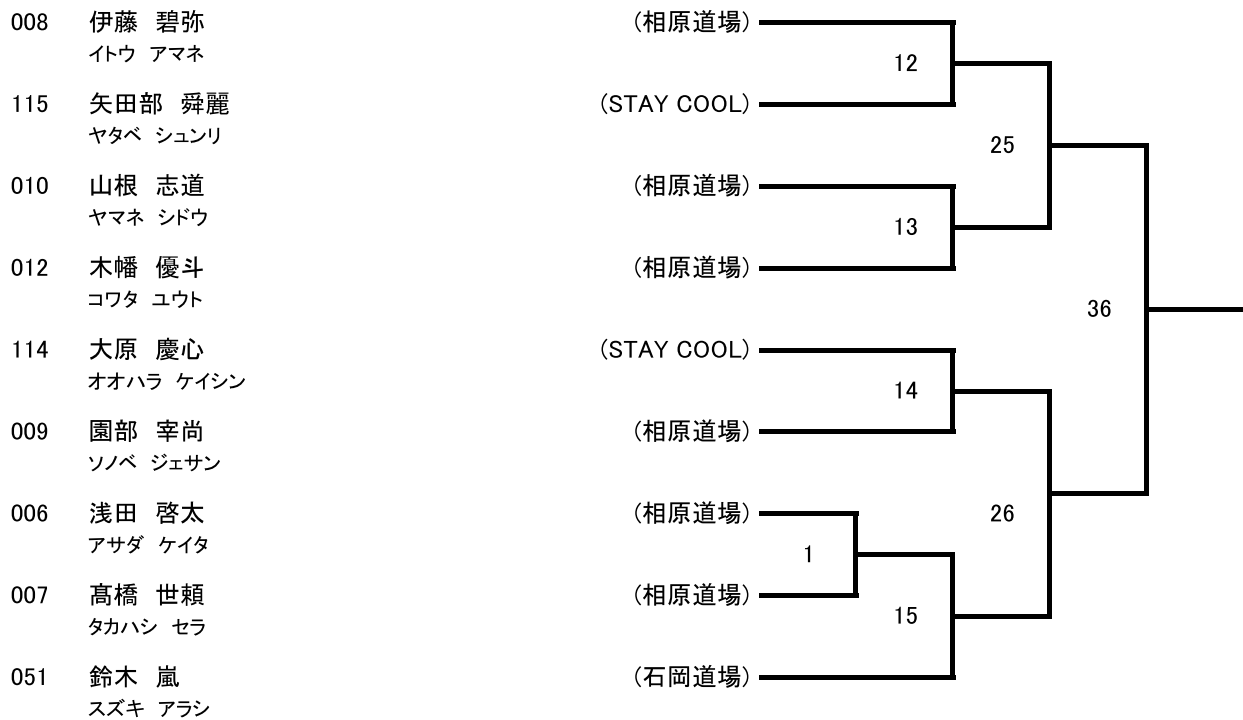 008 伊藤 碧弥 (相原道場)
イトウ アマネ
12
115 矢田部 舜麗 (STAY COOL)
ヤタベ シュンリ
25
010 山根 志道 (相原道場)
ヤマネ シドウ
13
012 木幡 優斗 (相原道場)
コワタ ユウト
36
114 大原 慶心 (STAY COOL)
オオハラ ケイシン
14
009 園部 宰尚 (相原道場)
ソノベ ジェサン
006 浅田 啓太 (相原道場)
26
アサダ ケイタ
1
007 髙橋 世頼 (相原道場)
タカハシ セラ
15
051 鈴木 嵐 (石岡道場)
スズキ アラシ